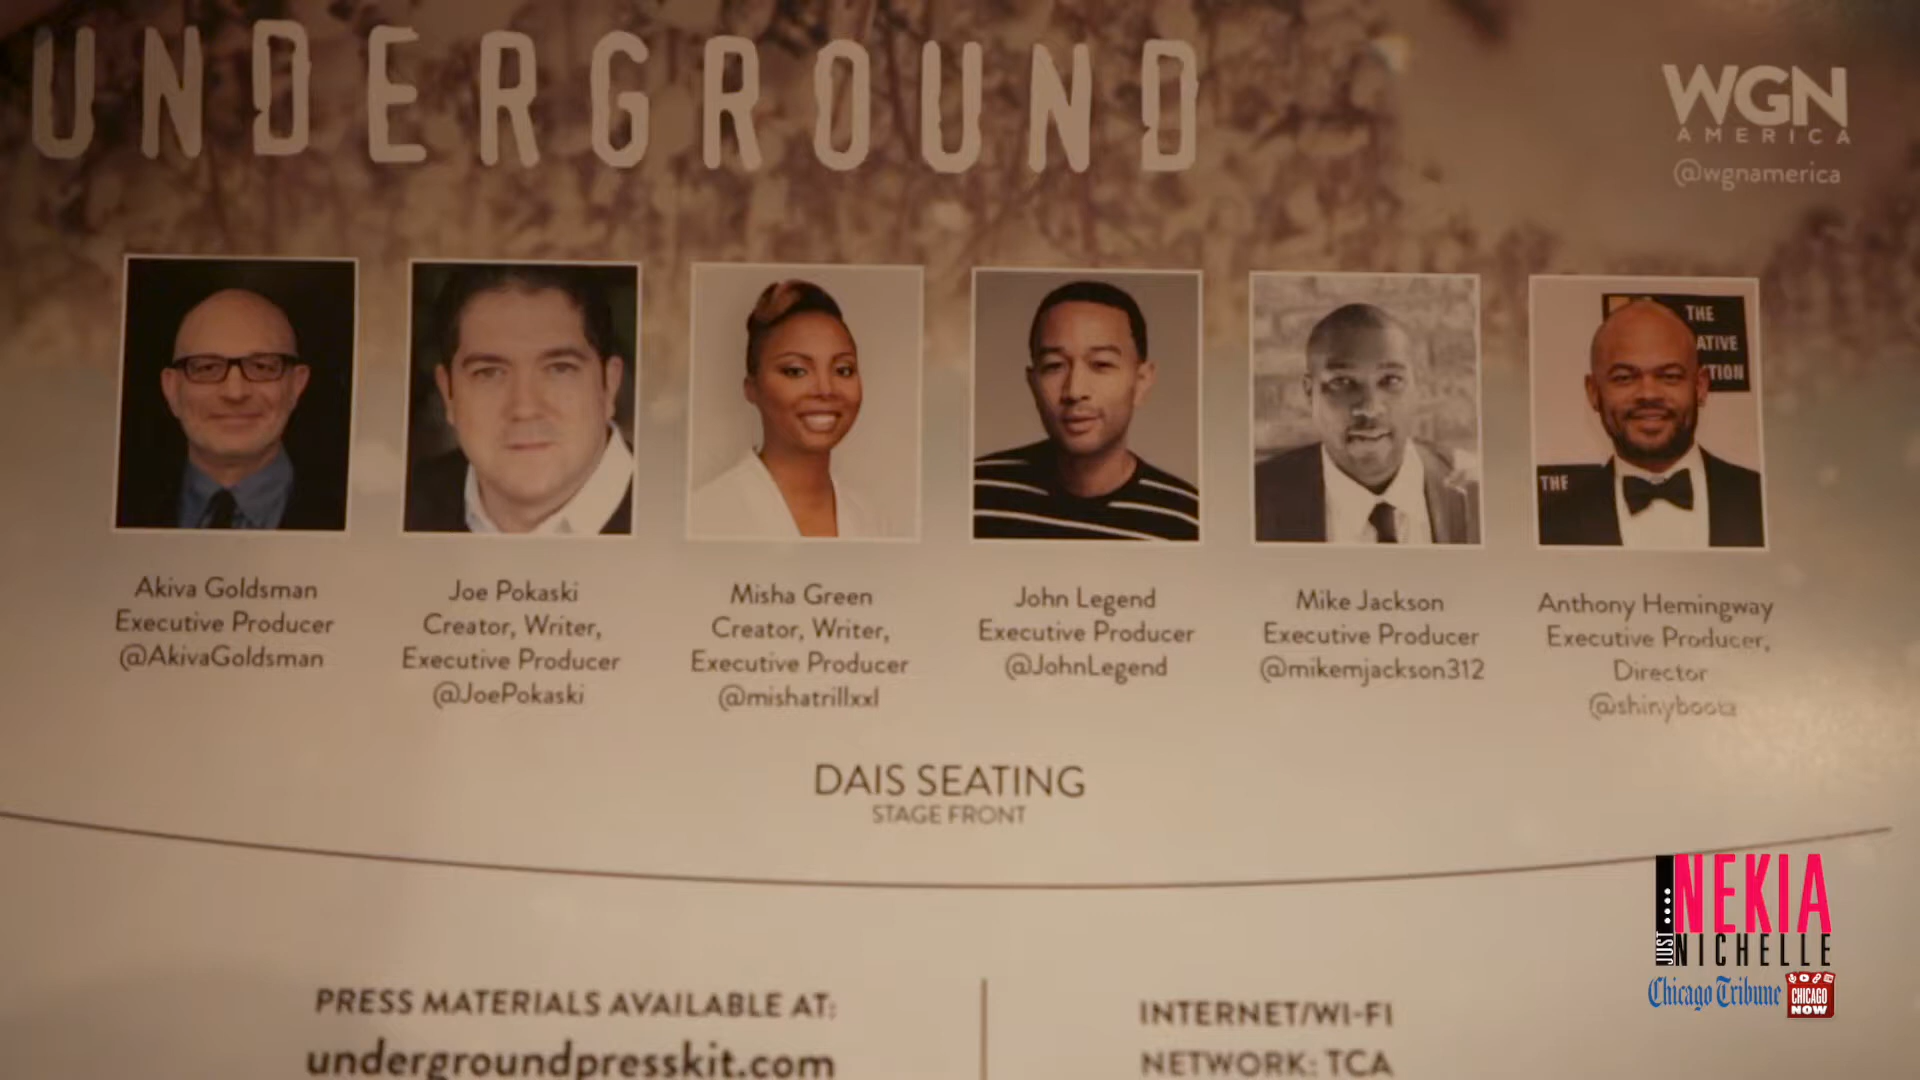 UNDERGROUND
WGN
AMERICA
@wgnamerica
THE
ATIVE
TION
THE
Akiva Goldsman
Executive Producer
@AkivaGoldsman
Joe Pokaski
Creator, Writer,
Executive Producer
@JoePokaski
Misha Green
Creator, Writer,
Executive Producer
@mishatrillxxl
John Legend
Executive Producer
@JohnLegend
Mike Jackson
Executive Producer
@mikemjackson312
Anthony Hemingway
Executive Producer,
Director
DAIS SEATING
STAGE FRONT
PRESS MATERIALS AVAILABLE AT:
undergroundpresskit.com
INTERNET/WI-FI
NETWORK: TCA
JUST
NEKIA
NICHELLE
Chicago Tribune
CHICAGO
NOW